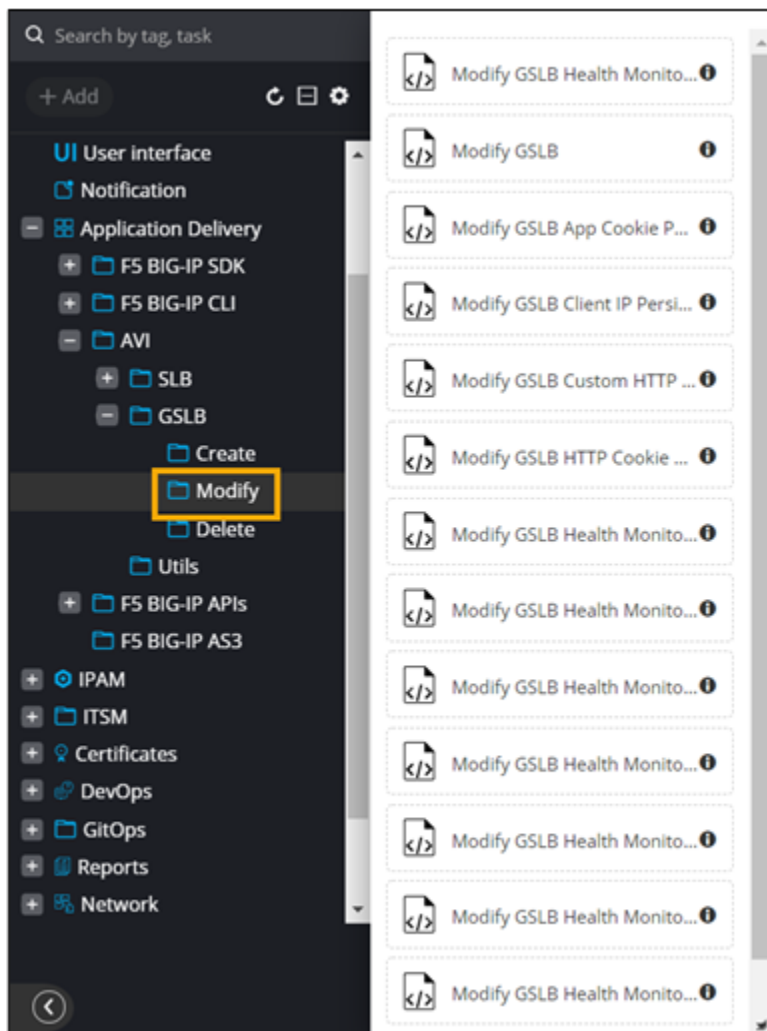 Search by tag, task
+ Add
UI User interface
Notification
Application Delivery
F5 BIG-IP SDK
F5 BIG-IP CLI
AVI
SLB
GSLB
Create
Modify
Delete
Utils
F5 BIG-IP APIs
F5 BIG-IP AS3
IPAM
ITSM
Certificates
DevOps
GitOps
Reports
Network
Modify GSLB Health Monito...
Modify GSLB
Modify GSLB App Cookie P...
Modify GSLB Client IP Persi...
Modify GSLB Custom HTTP ...
Modify GSLB HTTP Cookie ...
Modify GSLB Health Monito...
Modify GSLB Health Monito...
Modify GSLB Health Monito...
Modify GSLB Health Monito...
Modify GSLB Health Monito...
Modify GSLB Health Monito...
Modify GSLB Health Monito...